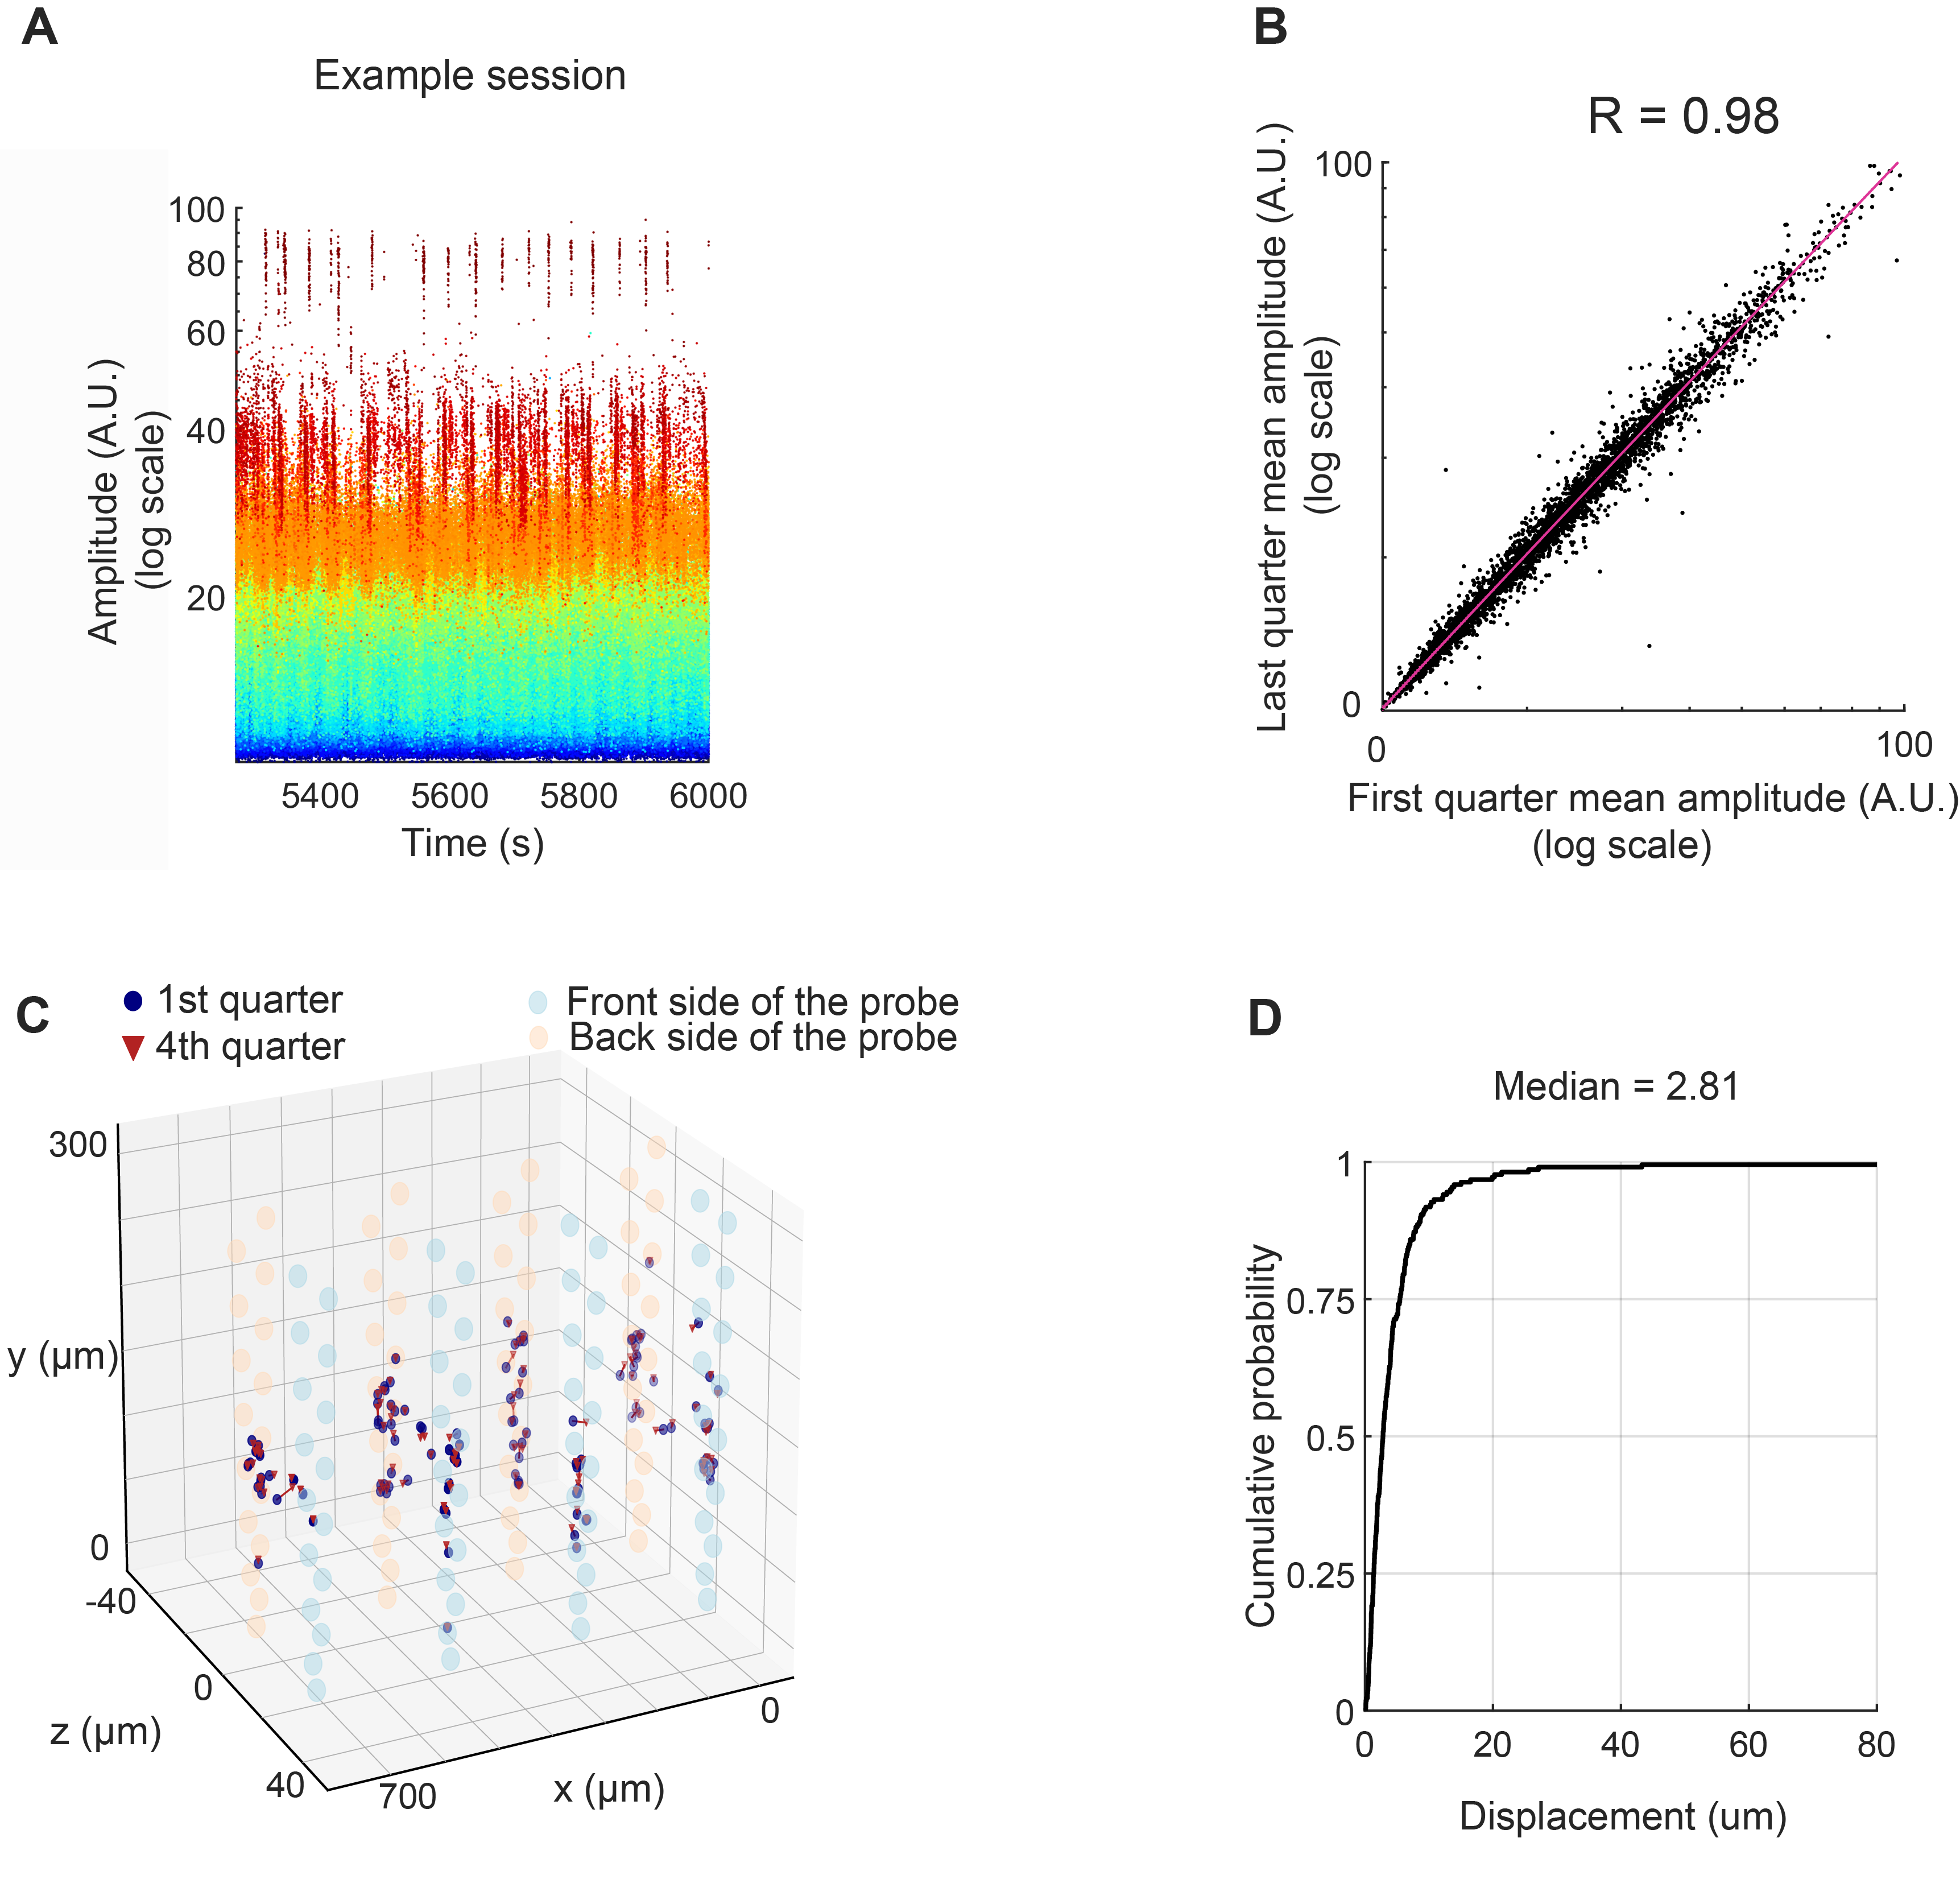 A
Example session
100
80
60
40
20
Amplitude (A.U.)
(log scale)
5400 5600 5800 6000
Time (s)
B
R = 0.98
100
0
Last quarter mean amplitude (A.U.)
(log scale)
0 100
First quarter mean amplitude (A.U.)
(log scale)
C
1st quarter
4th quarter
Front side of the probe
Back side of the probe
300
y (µm)
0
-40
0
z (µm)
40
700
x (µm)
0
D
Median = 2.81
1
0.75
0.5
0.25
0
Cumulative probability
0 20 40 60 80
Displacement (um)